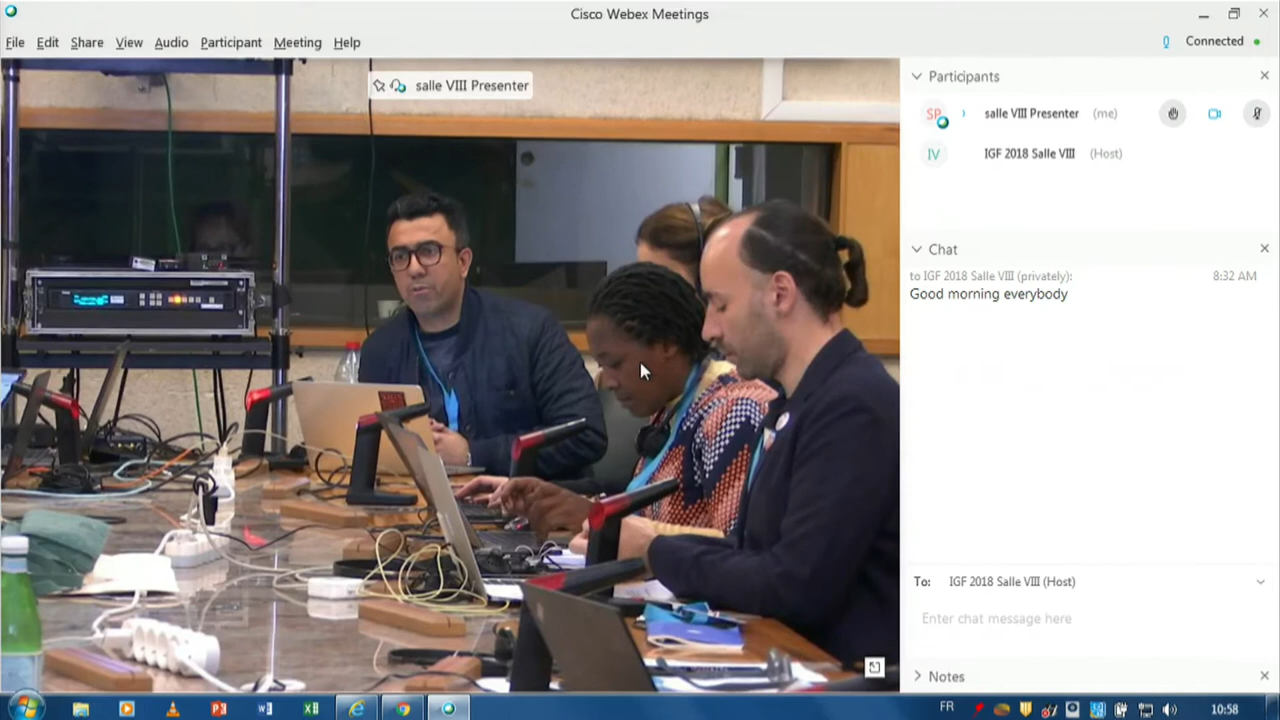 Cisco Webex Meetings
File Edit Share View Audio Participant Meeting Help
Connected
salle VIII Presenter
Participants
SP salle VIII Presenter (me)
IV IGF 2018 Salle VIII (Host)
Chat
to IGF 2018 Salle VIII (privately): 8:32 AM
Good morning everybody
To: IGF 2018 Salle VIII (Host)
Enter chat message here
Notes
FR 10:58